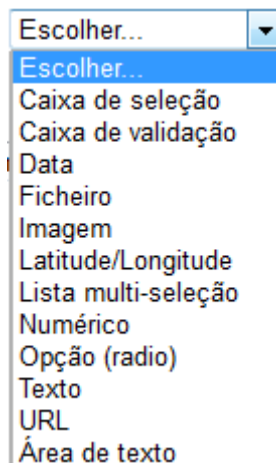 Escolher...
Escolher...
Caixa de seleção
Caixa de validação
Data
Ficheiro
Imagem
Latitude/Longitude
Lista multi-seleção
Numérico
Opção (radio)
Texto
URL
Área de texto